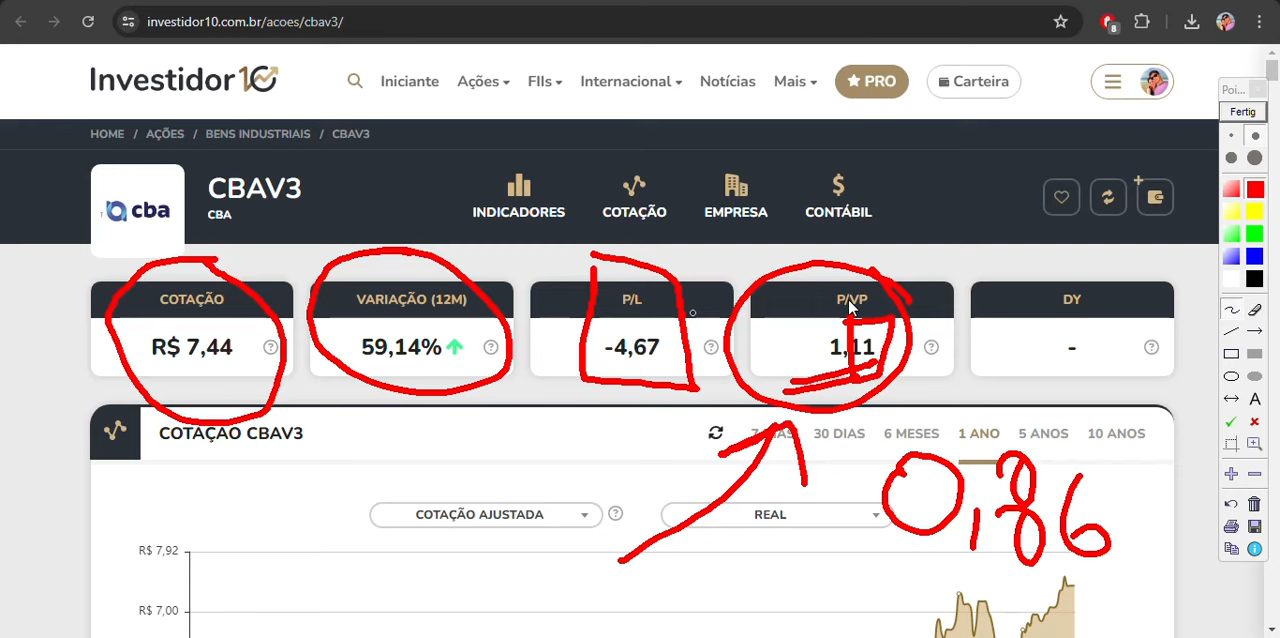 investidor10.com.br/acoes/cbav3/
8
Investidor10
Iniciante Ações FIIs Internacional Notícias Mais PRO Carteira
Poi...
Fertig
HOME / AÇÕES / BENS INDUSTRIAIS / CBAV3
cba
CBAV3
CBA
INDICADORES COTAÇÃO EMPRESA CONTÁBIL
COTAÇÃO VARIAÇÃO (12M) P/L P/VP DY
R$ 7,44 ? 59,14% ? -4,67 ? 1,11 ? - ?
COTAÇÃO CBAV3
7 DIAS 30 DIAS 6 MESES 1 ANO 5 ANOS 10 ANOS
0,86
COTAÇÃO AJUSTADA ? REAL
R$ 7,92
R$ 7,00
A